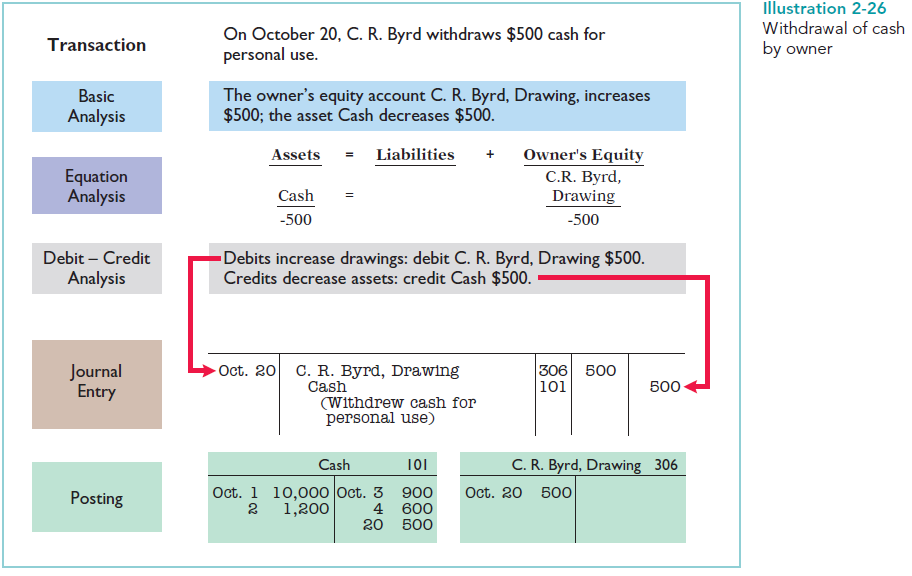 Illustration 2-26
Withdrawal of cash
by owner
Transaction
On October 20, C. R. Byrd withdraws $500 cash for
personal use.
Basic
Analysis
The owner's equity account C. R. Byrd, Drawing, increases
$500; the asset Cash decreases $500.
Equation
Analysis
Assets = Liabilities + Owner's Equity
C.R. Byrd,
Cash = Drawing
-500 -500
Debit – Credit
Analysis
Debits increase drawings: debit C. R. Byrd, Drawing $500.
Credits decrease assets: credit Cash $500.
Journal
Entry
Oct. 20 C. R. Byrd, Drawing 306 500
Cash 101 500
(Withdrew cash for
personal use)
Posting
Cash 101
Oct. 1 10,000 Oct. 3 900
2 1,200 4 600
20 500
C. R. Byrd, Drawing 306
Oct. 20 500